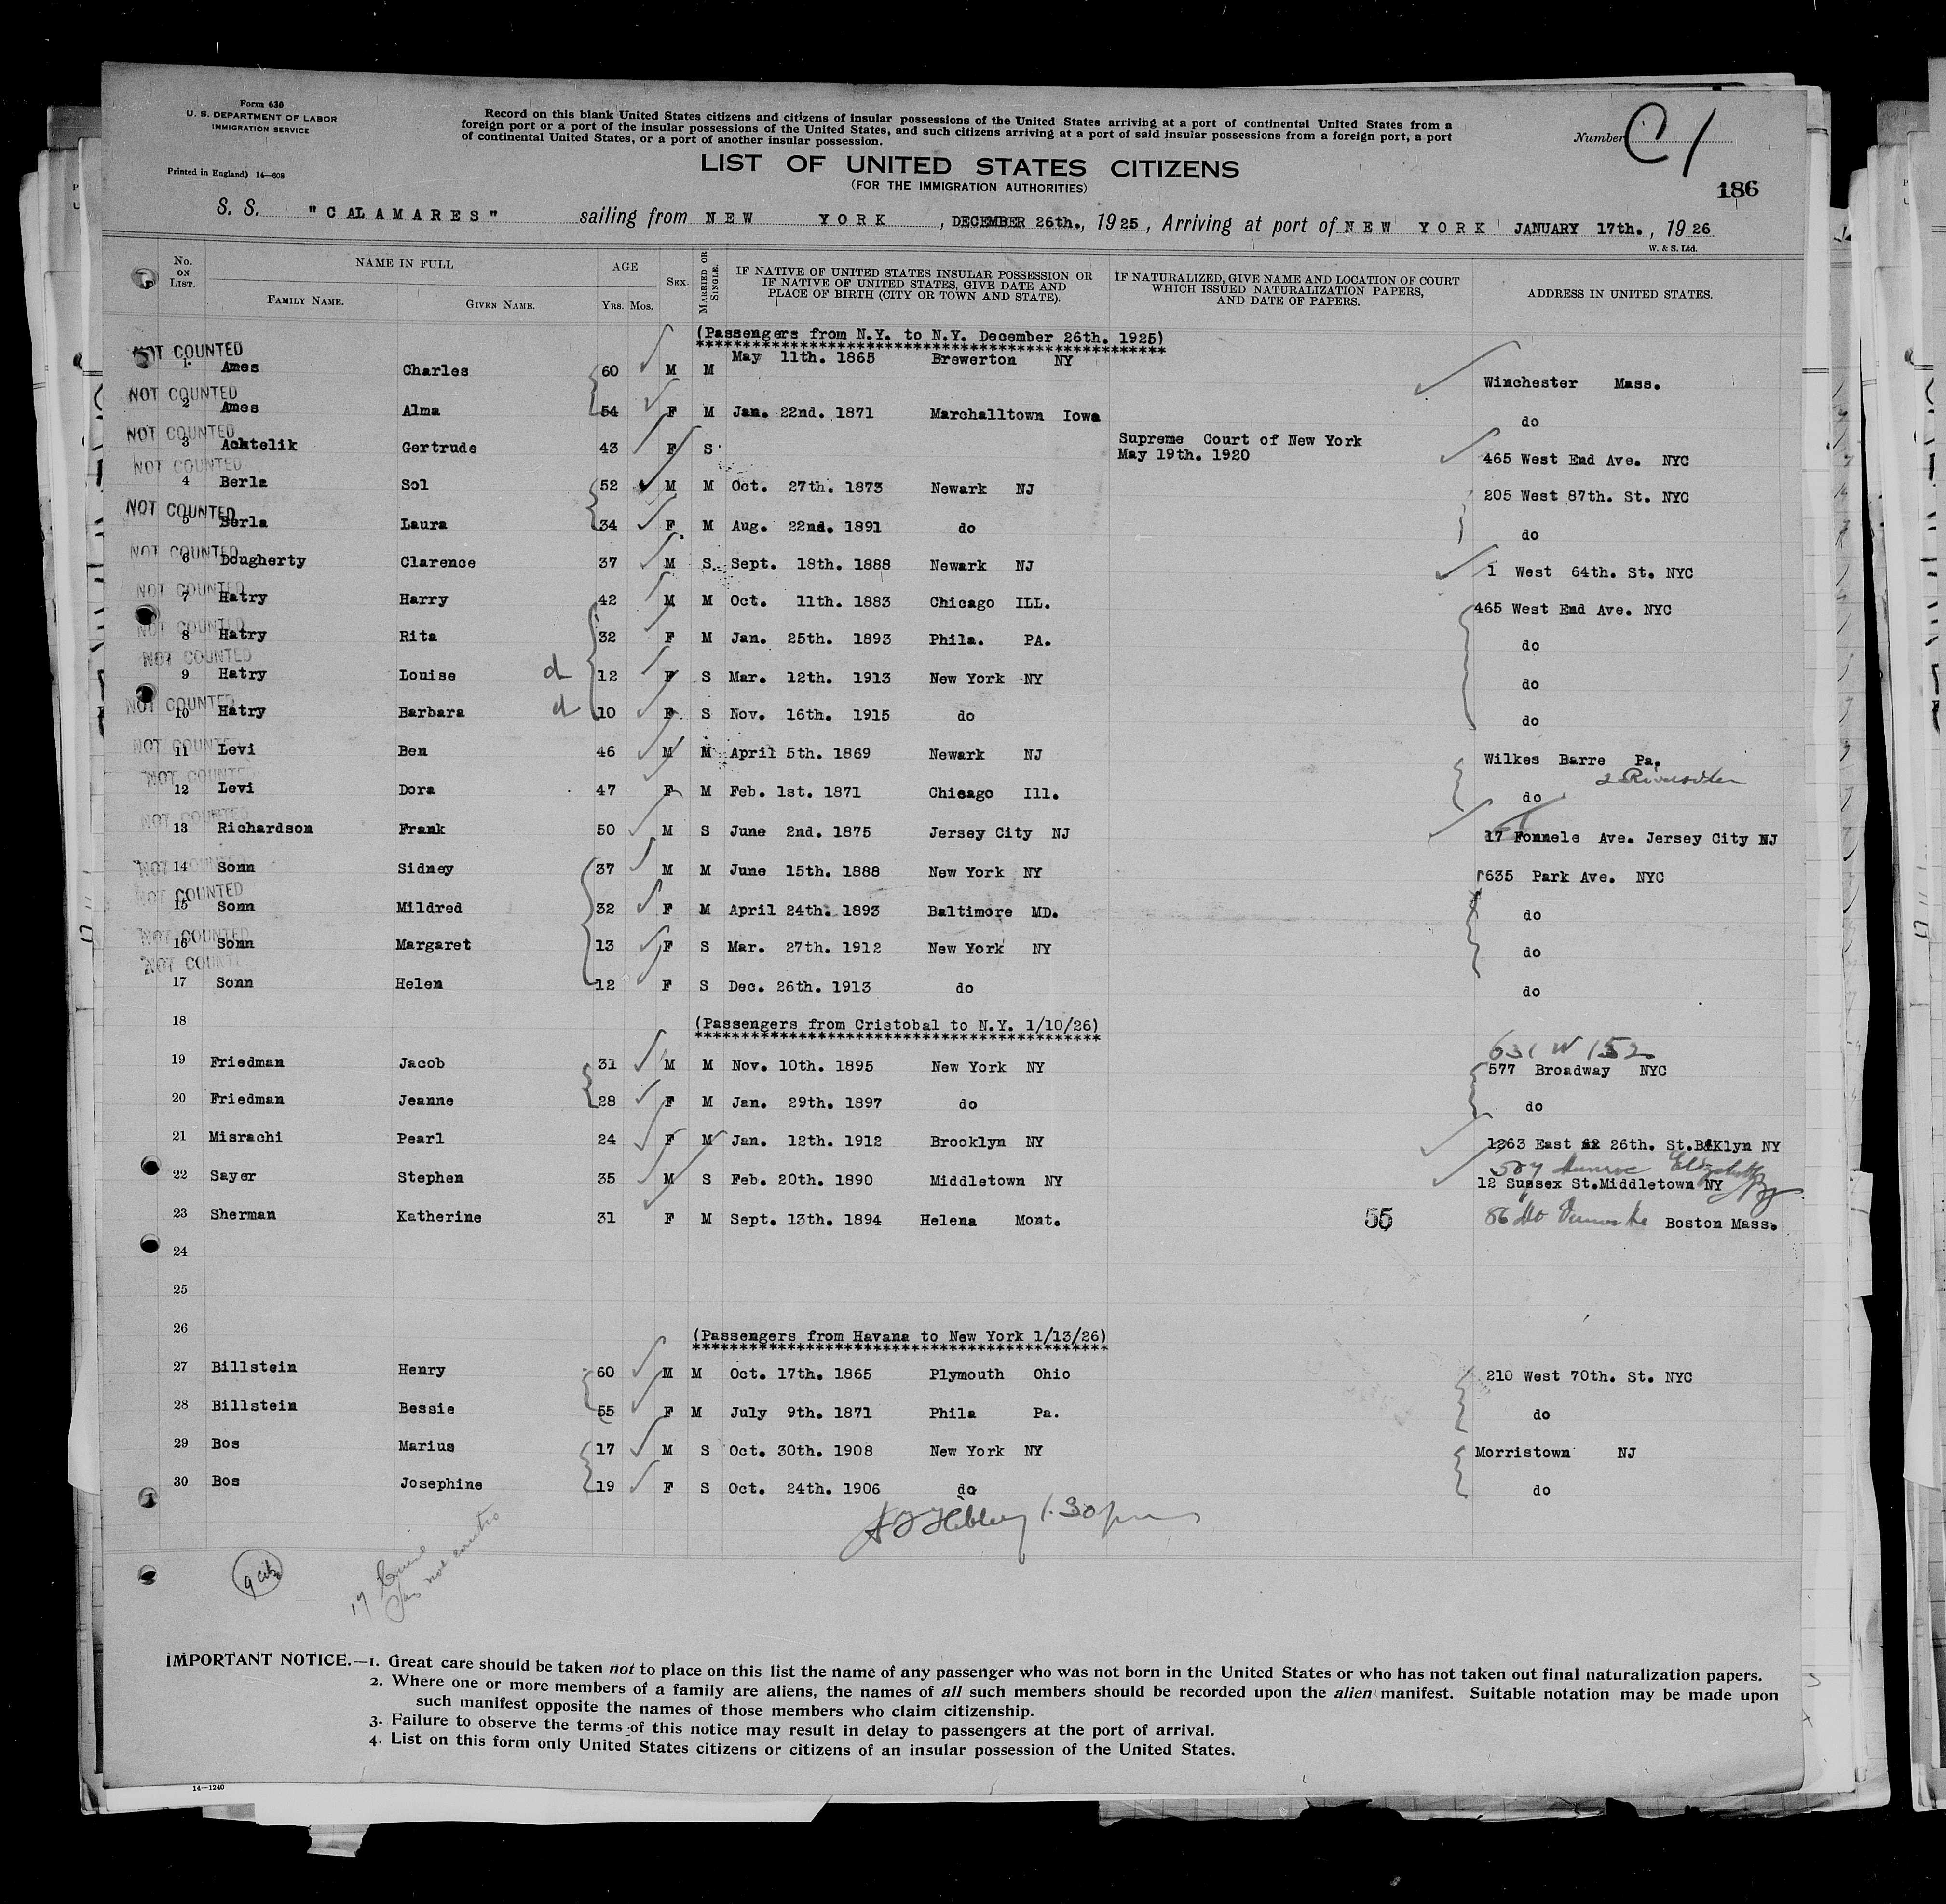 Form 630
U. S. DEPARTMENT OF LABOR
IMMIGRATION SERVICE
Printed in England) 14—608
Record on this blank United States citizens and citizens of insular possessions of the United States arriving at a port of continental United States from a
foreign port or a port of the insular possessions of the United States, and such citizens arriving at a port of said insular possessions from a foreign port, a port
of continental United States, or a port of another insular possession.
Number C 1
LIST OF UNITED STATES CITIZENS
(FOR THE IMMIGRATION AUTHORITIES)
186
S. S. "CALAMARES" sailing from NEW YORK, DECEMBER 26th., 1925, Arriving at port of NEW YORK JANUARY 17th., 1926
W. & S. Ltd.
No. ON LIST. NAME IN FULL AGE SEX. MARRIED OR SINGLE. IF NATIVE OF UNITED STATES INSULAR POSSESSION OR IF NATIVE OF UNITED STATES, GIVE DATE AND PLACE OF BIRTH (CITY OR TOWN AND STATE). IF NATURALIZED, GIVE NAME AND LOCATION OF COURT WHICH ISSUED NATURALIZATION PAPERS, AND DATE OF PAPERS. ADDRESS IN UNITED STATES.
FAMILY NAME. GIVEN NAME. YRS. MOS.
(Passengers from N.Y. to N.Y. December 26th. 1925)
**************************************************
NOT COUNTED 1 Ames Charles 60 M M May 11th. 1865 Brewerton NY Winchester Mass.
NOT COUNTED 2 Ames Alma 54 F M Jan. 22nd. 1871 Marchalltown Iowa do
NOT COUNTED 3 Achtelik Gertrude 43 F S Supreme Court of New York May 19th. 1920 465 West End Ave. NYC
NOT COUNTED 4 Berla Sol 52 M M Oct. 27th. 1873 Newark NJ 205 West 87th. St. NYC
NOT COUNTED 5 Berla Laura 34 F M Aug. 22nd. 1891 do do
NOT COUNTED 6 Dougherty Clarence 37 M S Sept. 18th. 1888 Newark NJ 1 West 64th. St. NYC
NOT COUNTED 7 Hatry Harry 42 M M Oct. 11th. 1883 Chicago ILL. 465 West End Ave. NYC
NOT COUNTED 8 Hatry Rita 32 F M Jan. 25th. 1893 Phila. PA. do
NOT COUNTED 9 Hatry Louise d 12 F S Mar. 12th. 1913 New York NY do
NOT COUNTED 10 Hatry Barbara d 10 F S Nov. 16th. 1915 do do
NOT COUNTED 11 Levi Ben 46 M M April 5th. 1869 Newark NJ Wilkes Barre Pa.
NOT COUNTED 12 Levi Dora 47 F M Feb. 1st. 1871 Chicago Ill. do
NOT COUNTED 13 Richardson Frank 50 M S June 2nd. 1875 Jersey City NJ 17 Fonnele Ave. Jersey City NJ
NOT COUNTED 14 Sonn Sidney 37 M M June 15th. 1888 New York NY 635 Park Ave. NYC
NOT COUNTED 15 Sonn Mildred 32 F M April 24th. 1893 Baltimore MD. do
NOT COUNTED 16 Sonn Margaret 13 F S Mar. 27th. 1912 New York NY do
NOT COUNTED 17 Sonn Helen 12 F S Dec. 26th. 1913 do do
18 (Passengers from Cristobal to N.Y. 1/10/26)
*******************************************
631 W 152
19 Friedman Jacob 31 M M Nov. 10th. 1895 New York NY 577 Broadway NYC
20 Friedman Jeanne 28 F M Jan. 29th. 1897 do do
21 Misrachi Pearl 24 F M Jan. 12th. 1912 Brooklyn NY 1263 East 26th. St.BKlyn NY
22 Sayer Stephen 35 M S Feb. 20th. 1890 Middletown NY 12 Sussex St.Middletown NY
23 Sherman Katherine 31 F M Sept. 13th. 1894 Helena Mont. 55 86 Boston Mass.
24
25
26 (Passengers from Havana to New York 1/13/26)
********************************************
27 Billstein Henry 60 M M Oct. 17th. 1865 Plymouth Ohio 210 West 70th. St. NYC
28 Billstein Bessie 55 F M July 9th. 1871 Phila Pa. do
29 Bos Marius 17 M S Oct. 30th. 1908 New York NY Morristown NJ
30 Bos Josephine 19 F S Oct. 24th. 1906 do do
1.30 pm
IMPORTANT NOTICE.—1. Great care should be taken not to place on this list the name of any passenger who was not born in the United States or who has not taken out final naturalization papers.
2. Where one or more members of a family are aliens, the names of all such members should be recorded upon the alien manifest. Suitable notation may be made upon
such manifest opposite the names of those members who claim citizenship.
3. Failure to observe the terms of this notice may result in delay to passengers at the port of arrival.
4. List on this form only United States citizens or citizens of an insular possession of the United States.
14—1240